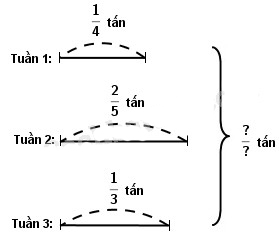 1/4 tấn
Tuần 1:
2/5 tấn
Tuần 2:
?/? tấn
1/3 tấn
Tuần 3: